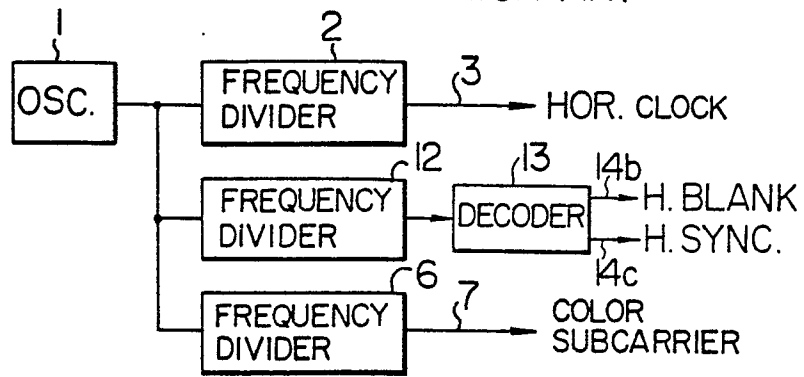 1
OSC.
2
FREQUENCY
DIVIDER
3
HOR. CLOCK
12
FREQUENCY
DIVIDER
13
DECODER
14b
H. BLANK
14c
H. SYNC.
6
FREQUENCY
DIVIDER
7
COLOR
SUBCARRIER